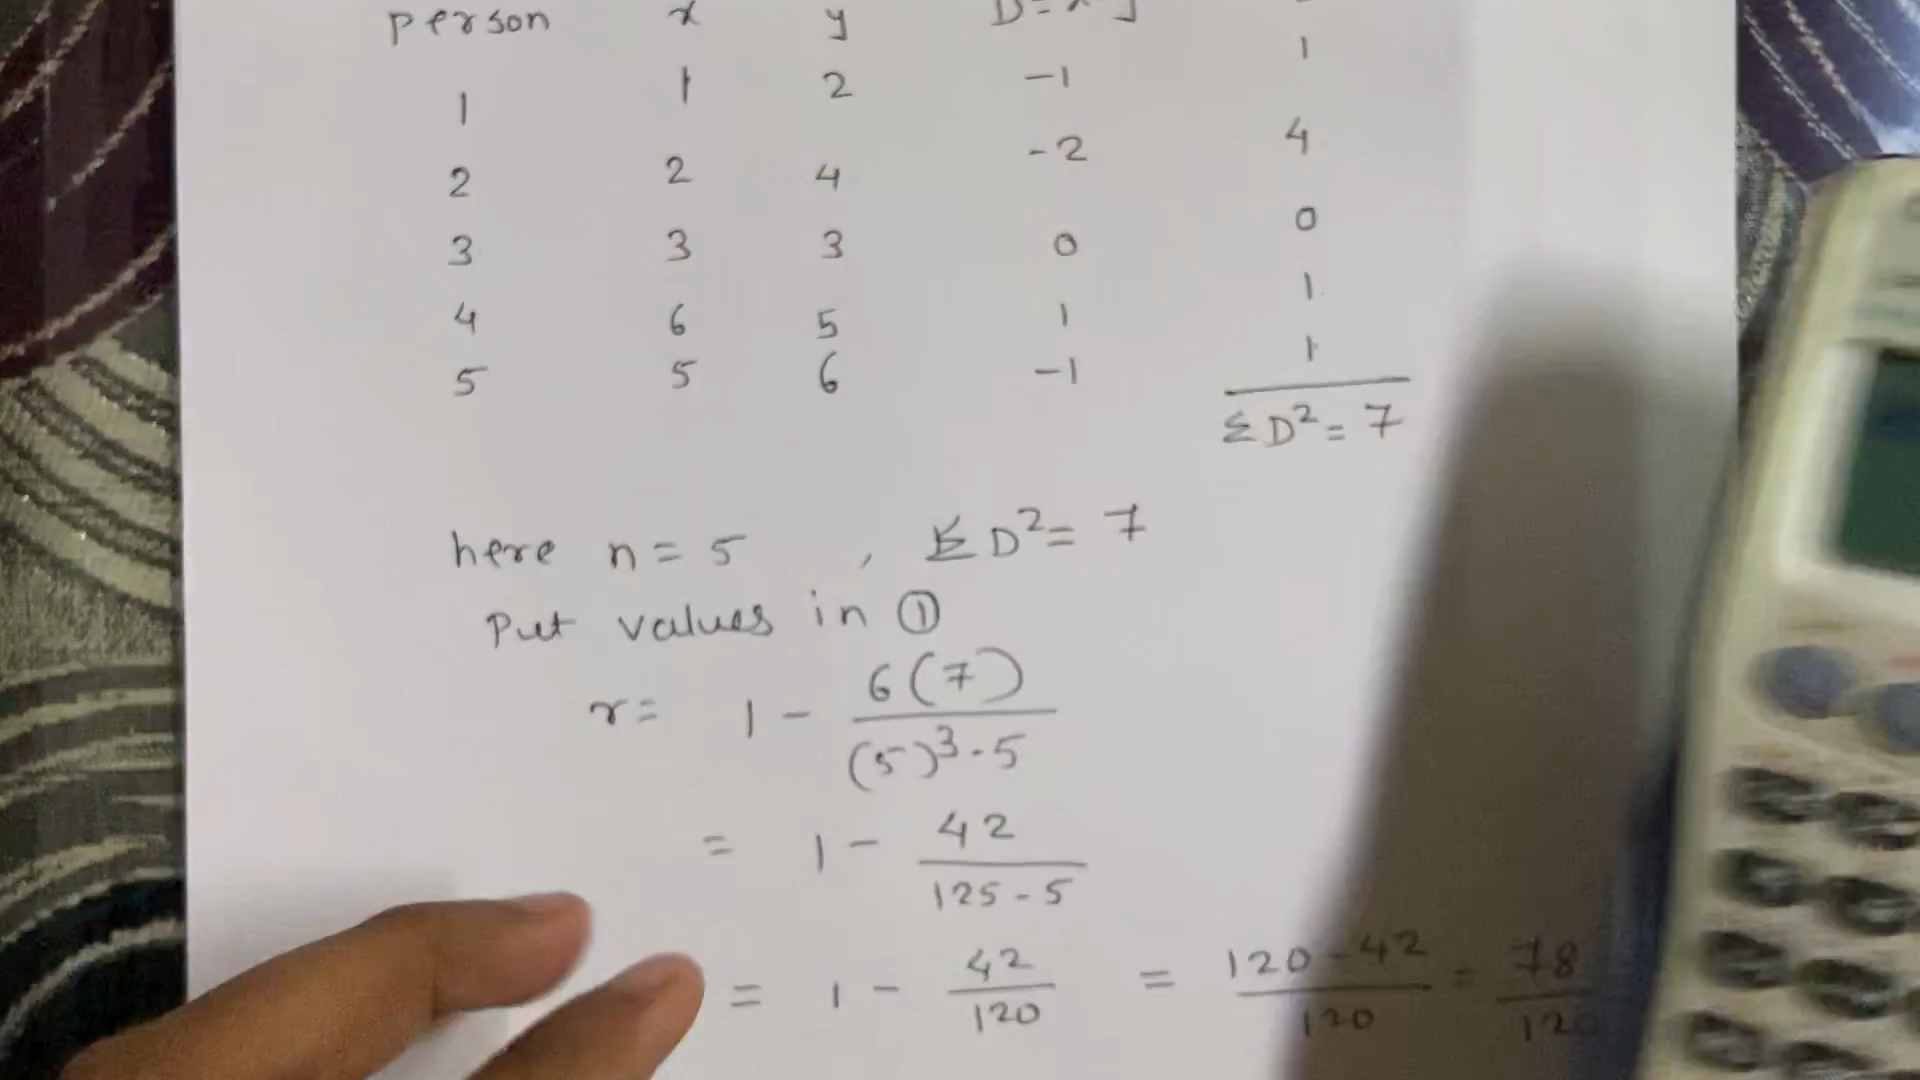 person x y
1 1 2 -1 1
2 2 4 -2 4
3 3 3 0 0
4 6 5 1 1
5 5 6 -1 1
ΣD²= 7
here n = 5 , ΣD²= 7
Put values in ①
r= 1 - 6(7) / (5)³-5
= 1 - 42 / 125-5
= 1 - 42/120 = 120-42 / 120 = 78/120